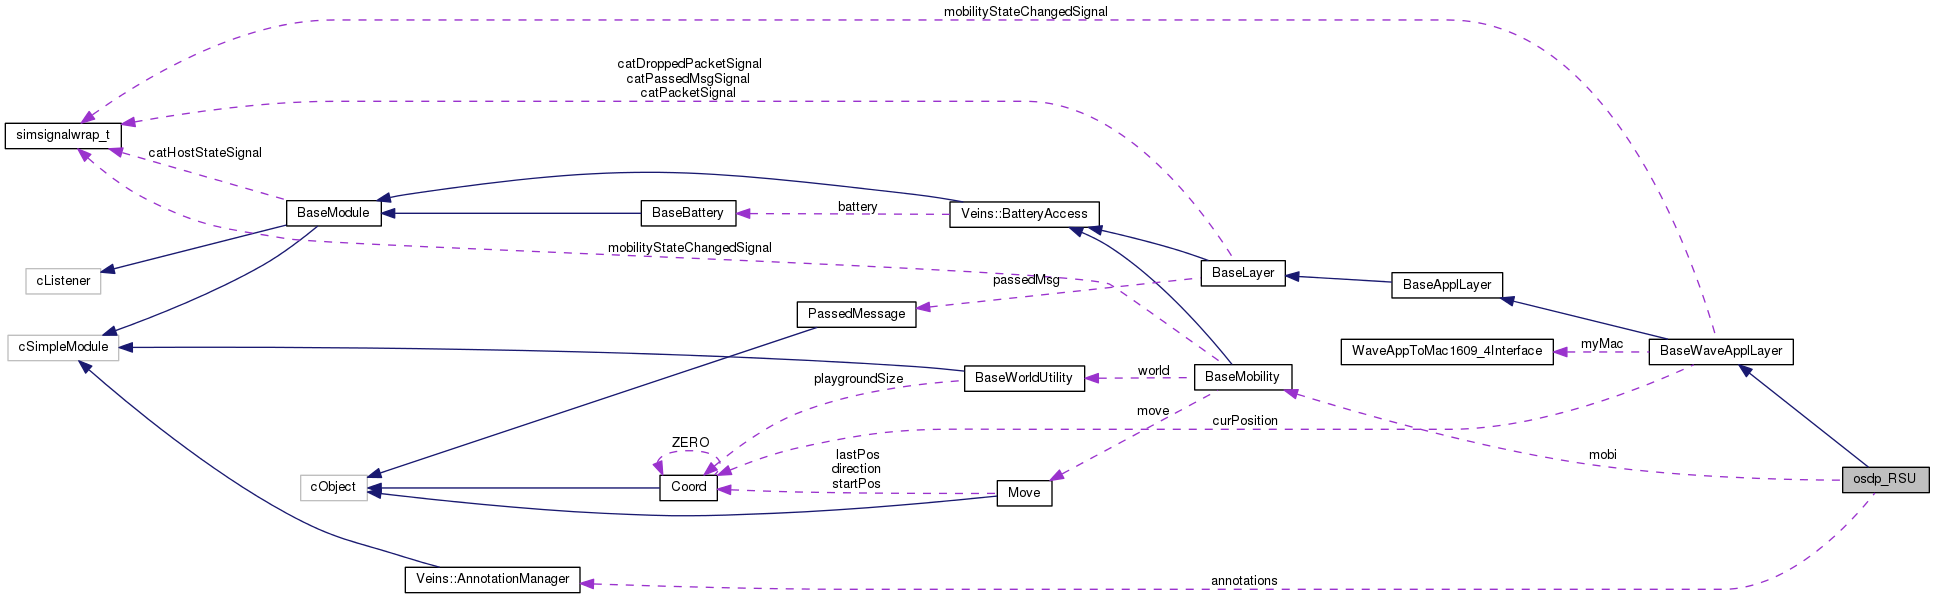 mobilityStateChangedSignal
catDroppedPacketSignal
catPassedMsgSignal
catPacketSignal
simsignalwrap_t
catHostStateSignal
BaseModule
BaseBattery
battery
Veins::BatteryAccess
mobilityStateChangedSignal
cListener
passedMsg
BaseLayer
BaseApplLayer
PassedMessage
cSimpleModule
WaveAppToMac1609_4Interface
myMac
BaseWaveApplLayer
playgroundSize
BaseWorldUtility
world
BaseMobility
move
curPosition
ZERO
lastPos
direction
startPos
mobi
cObject
Coord
Move
osdp_RSU
Veins::AnnotationManager
annotations